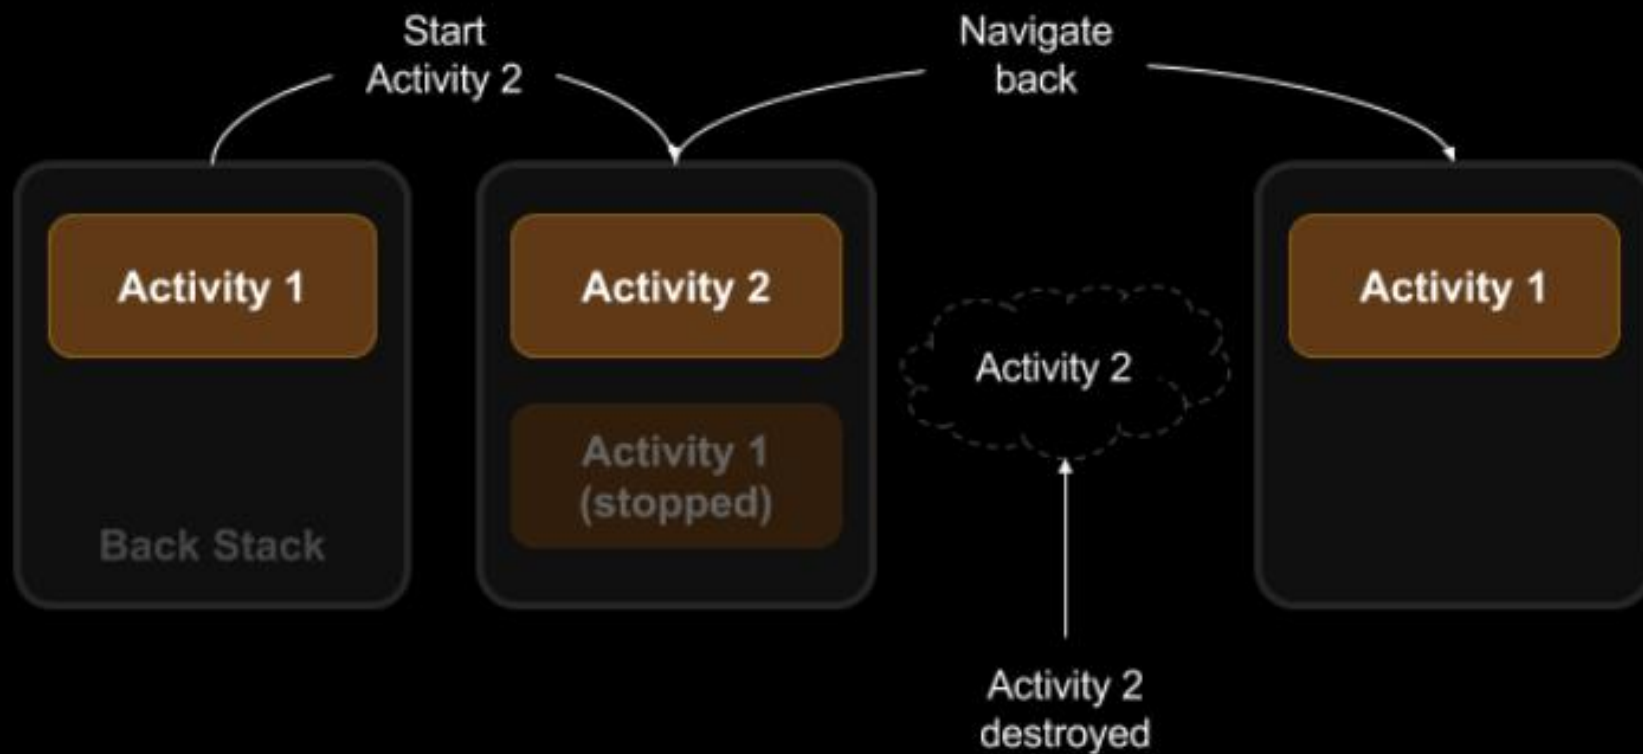 Start
Activity 2
Navigate
back
Activity 1
Back Stack
Activity 2
Activity 1
(stopped)
Activity 2
Activity 2
destroyed
Activity 1